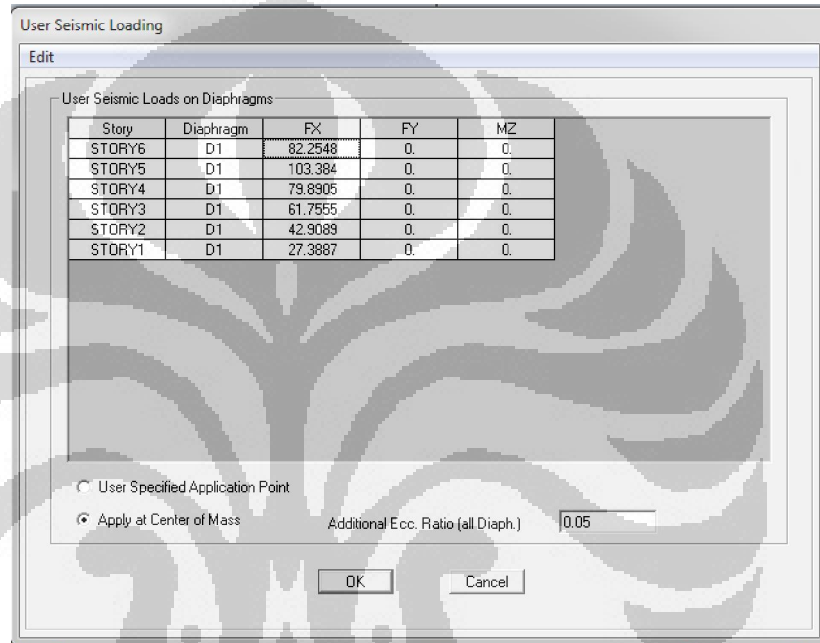 User Seismic Loading
Edit
User Seismic Loads on Diaphragms
Story Diaphragm FX FY MZ
STORY6 D1 82.2548 0. 0.
STORY5 D1 103.384 0. 0.
STORY4 D1 79.8905 0. 0.
STORY3 D1 61.7555 0. 0.
STORY2 D1 42.9089 0. 0.
STORY1 D1 27.3887 0. 0.
User Specified Application Point
Apply at Center of Mass Additional Ecc. Ratio (all Diaph.) 0.05
OK Cancel